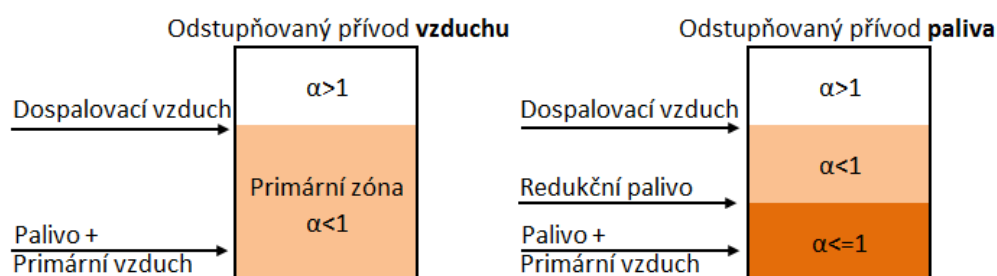 Odstupňovaný přívod vzduchu
α>1
Dospalovací vzduch
Primární zóna
α<1
Palivo +
Primární vzduch
Odstupňovaný přívod paliva
α>1
Dospalovací vzduch
α<1
Redukční palivo
Palivo +
α<=1
Primární vzduch